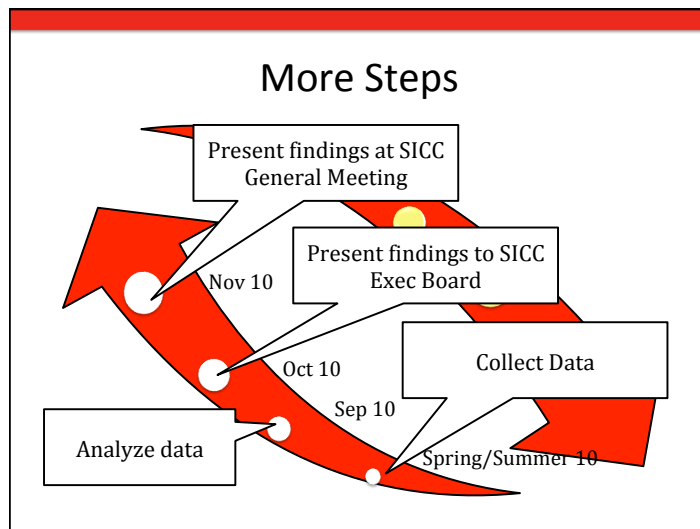 More Steps
Present findings at SICC
General Meeting
Nov 10
Present findings to SICC
Exec Board
Oct 10
Collect Data
Sep 10
Analyze data
Spring/Summer 10